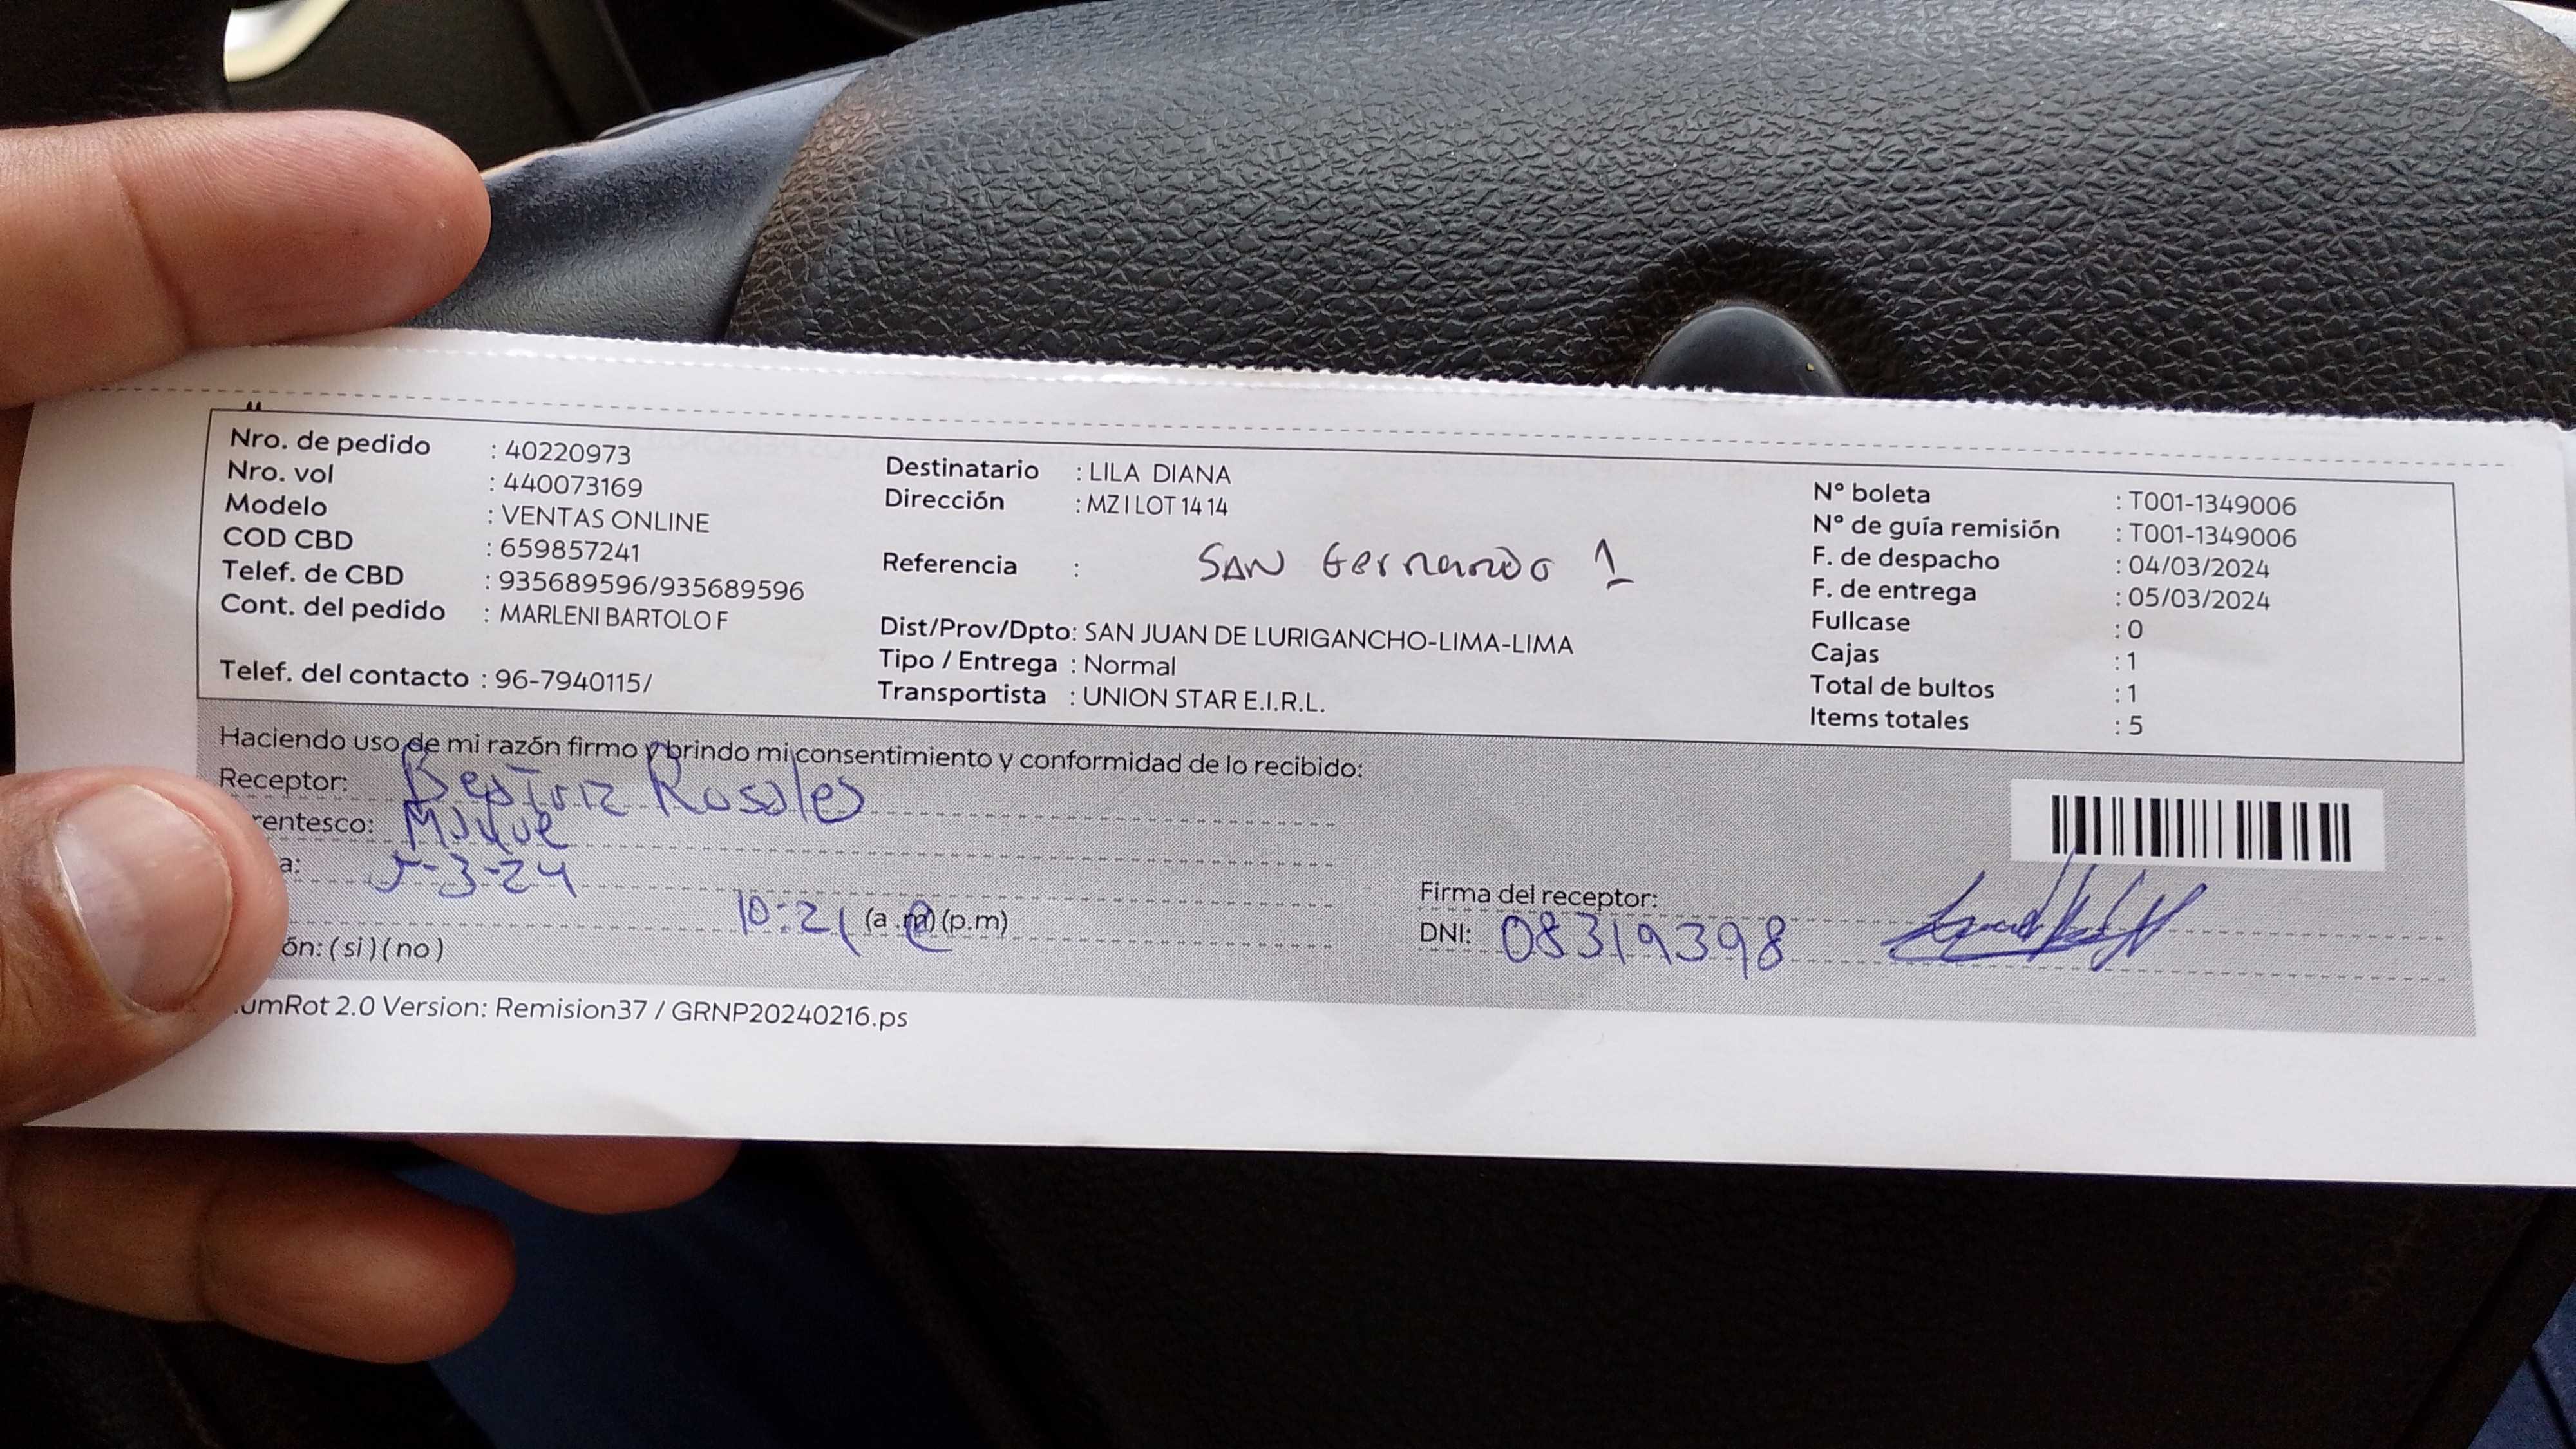 Nro. de pedido : 40220973
Nro. vol : 440073169
Modelo : VENTAS ONLINE
COD CBD : 659857241
Telef. de CBD : 935689596/935689596
Cont. del pedido : MARLENI BARTOLO F
Telef. del contacto : 96-7940115/
Destinatario : LILA DIANA
Dirección : MZ I LOT 14 14
Referencia : SAN Gernando 1
Dist/Prov/Dpto: SAN JUAN DE LURIGANCHO-LIMA-LIMA
Tipo / Entrega : Normal
Transportista : UNION STAR E.I.R.L.
N° boleta : T001-1349006
N° de guía remisión : T001-1349006
F. de despacho : 04/03/2024
F. de entrega : 05/03/2024
Fullcase : 0
Cajas : 1
Total de bultos : 1
Items totales : 5
Haciendo uso de mi razón firmo y brindo mi consentimiento y conformidad de lo recibido:
Receptor: Beatriz Rosales
rentesco:
a: 5-3-24
10:21 (a.m) (p.m)
ón: (si) (no)
Firma del receptor:
DNI: 08319398
umRot 2.0 Version: Remision37 / GRNP20240216.ps